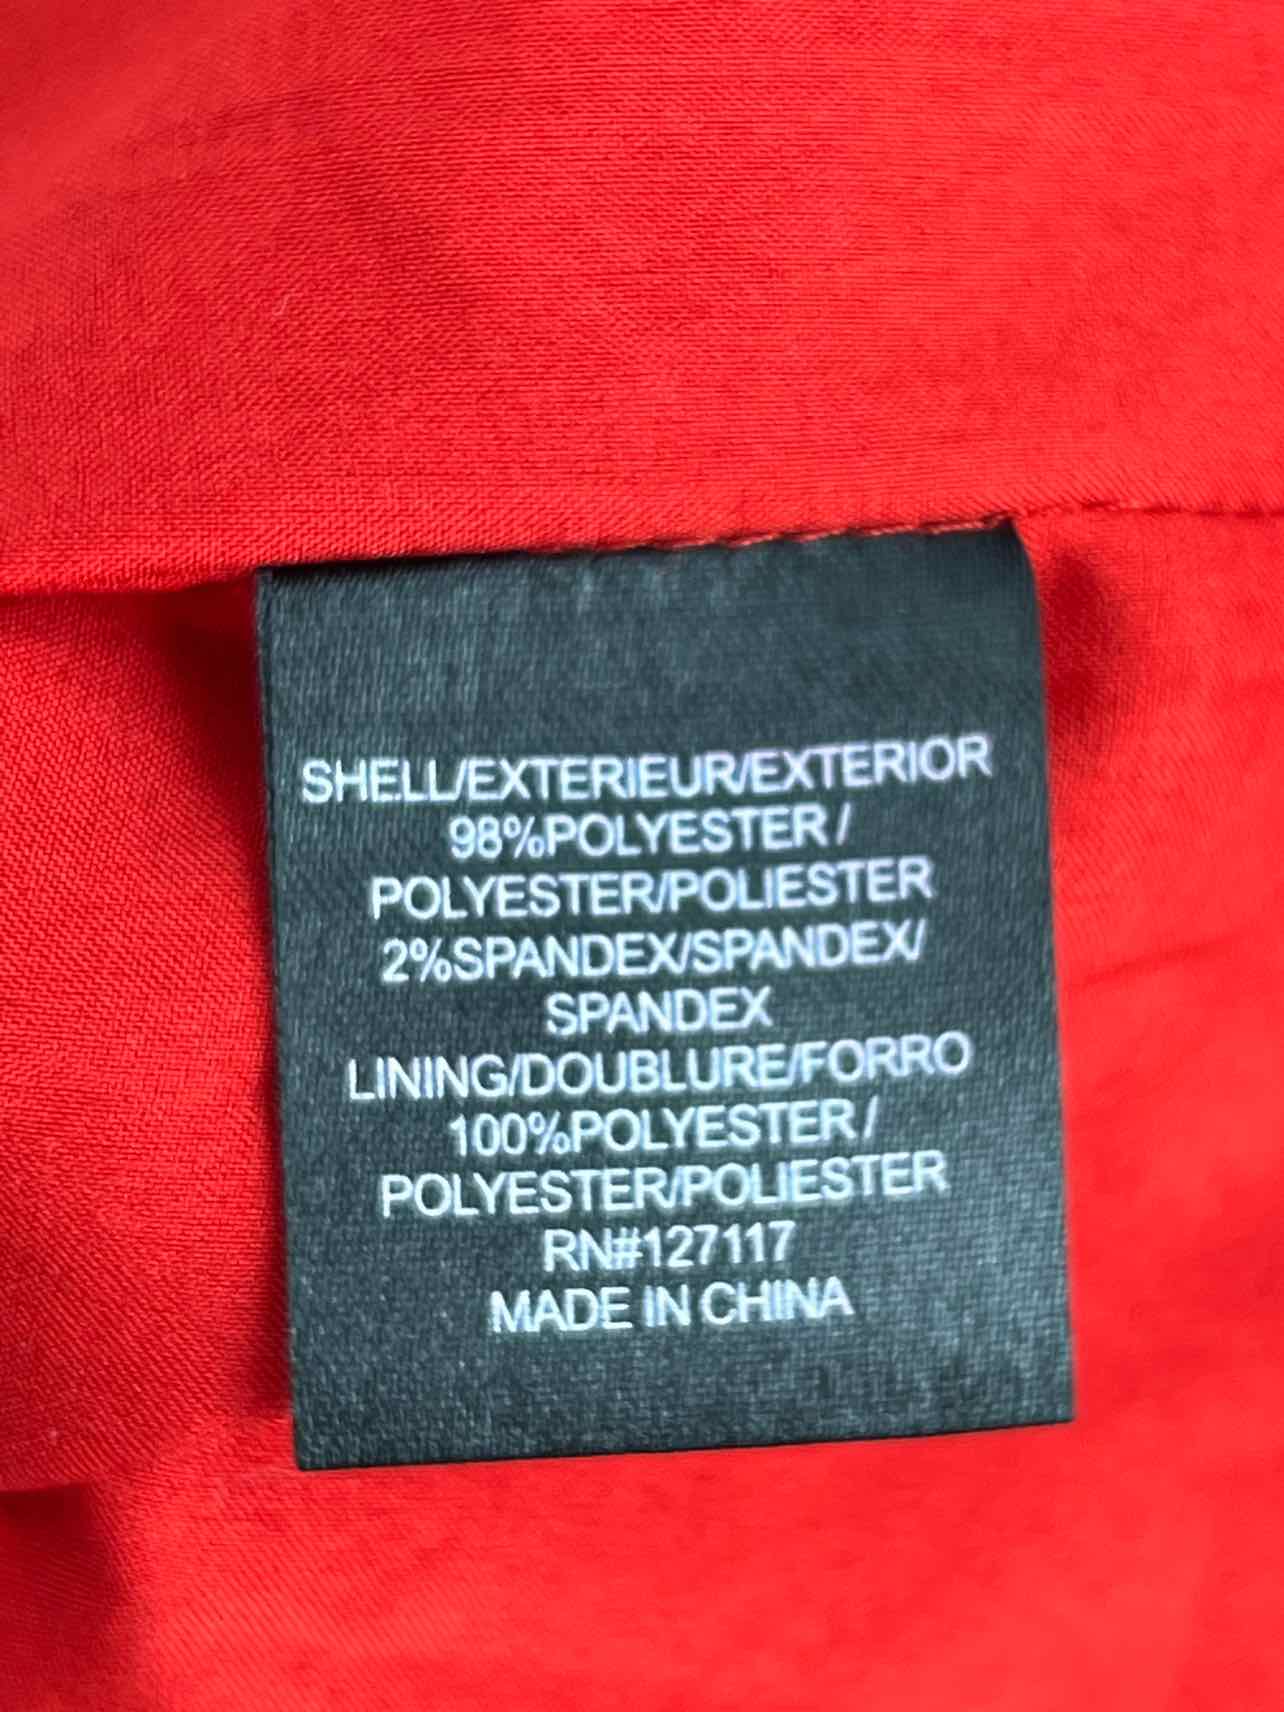 SHELL/EXTERIEUR/EXTERIOR
98%POLYESTER /
POLYESTER/POLIESTER
2%SPANDEX/SPANDEX/
SPANDEX
LINING/DOUBLURE/FORRO
100%POLYESTER /
POLYESTER/POLIESTER
RN#127117
MADE IN CHINA